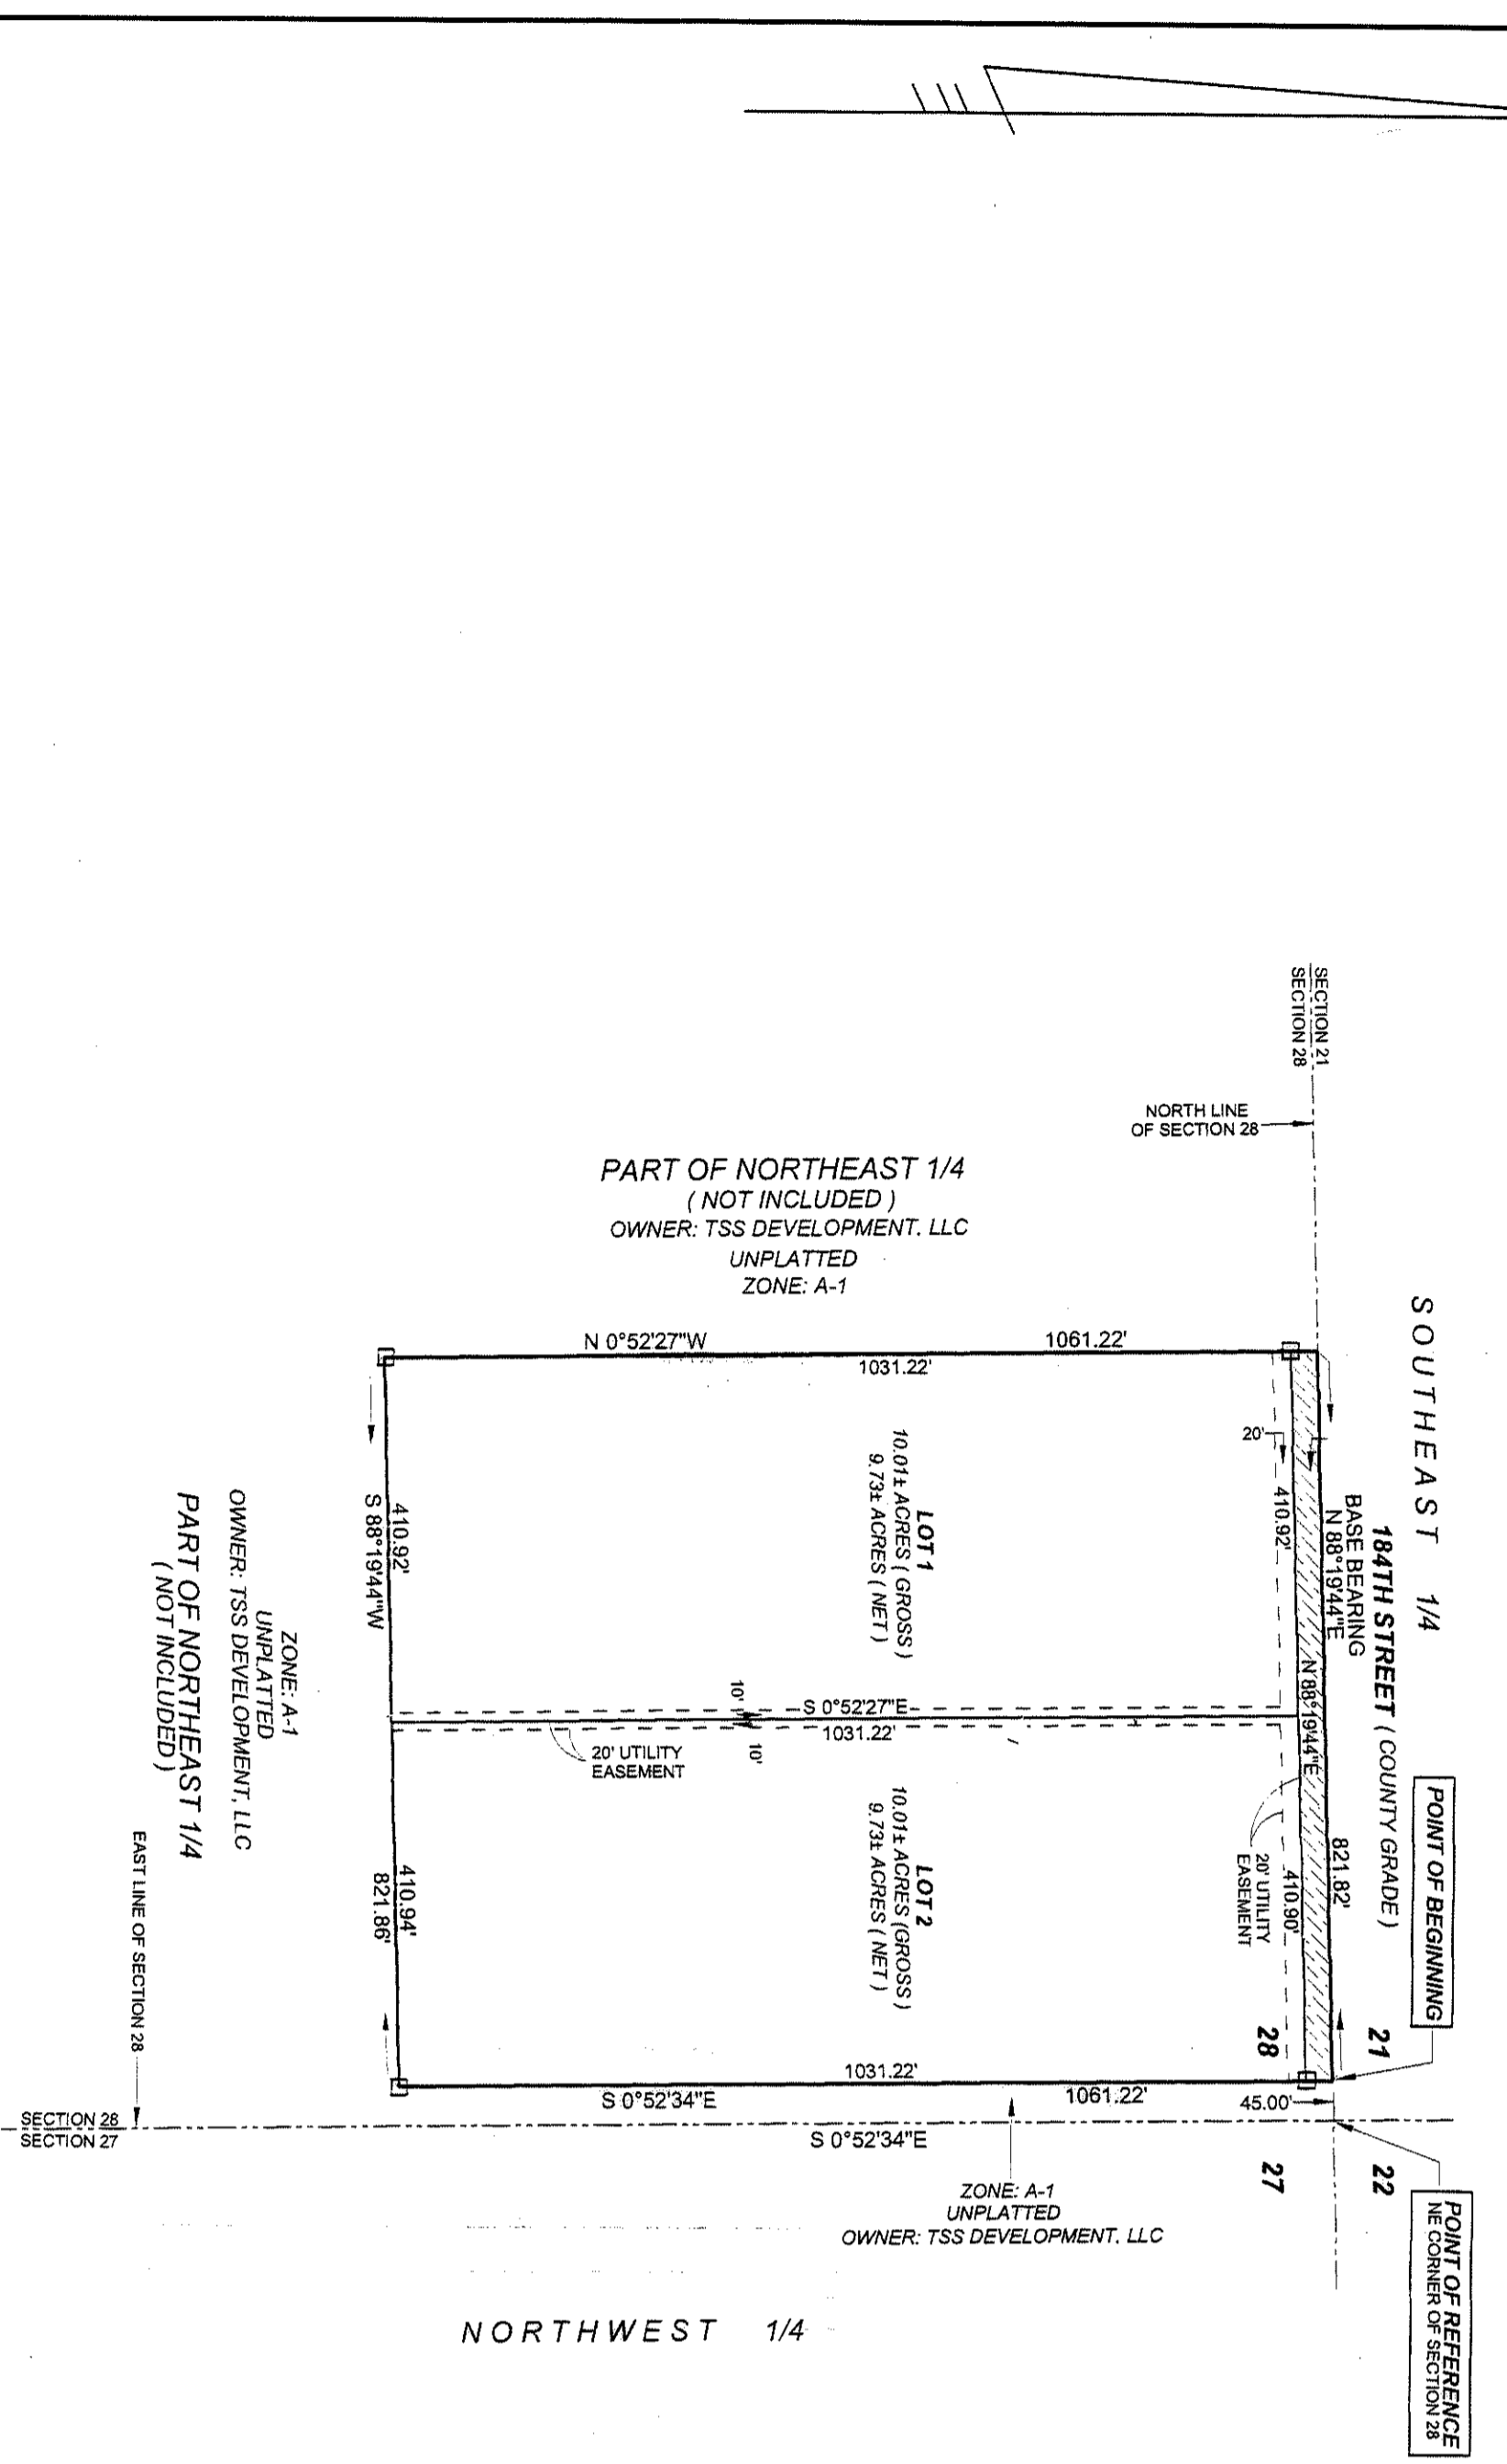 SECTION 21
SECTION 28
NORTH LINE
OF SECTION 28
SOUTHEAST 1/4
PART OF NORTHEAST 1/4
( NOT INCLUDED )
OWNER: TSS DEVELOPMENT. LLC
UNPLATTED
ZONE: A-1
184TH STREET ( COUNTY GRADE )
BASE BEARING
N 88°19'44"E
821.82'
POINT OF BEGINNING
21
22
28
27
POINT OF REFERENCE
NE CORNER OF SECTION 28
45.00'
N 88°19'44"E
20'
410.92'
410.90'
20' UTILITY
EASEMENT
N 0°52'27"W
1061.22'
1031.22'
LOT 1
10.01± ACRES ( GROSS )
9.73± ACRES ( NET )
S 0°52'27"E
1031.22'
10'
10'
20' UTILITY
EASEMENT
LOT 2
10.01± ACRES (GROSS )
9.73± ACRES ( NET )
1031.22'
S 0°52'34"E
1061.22'
S 0°52'34"E
410.92'
S 88°19'44"W
410.94'
821.86'
ZONE: A-1
UNPLATTED
OWNER: TSS DEVELOPMENT, LLC
PART OF NORTHEAST 1/4
( NOT INCLUDED )
EAST LINE OF SECTION 28
SECTION 28
SECTION 27
ZONE: A-1
UNPLATTED
OWNER: TSS DEVELOPMENT. LLC
NORTHWEST 1/4